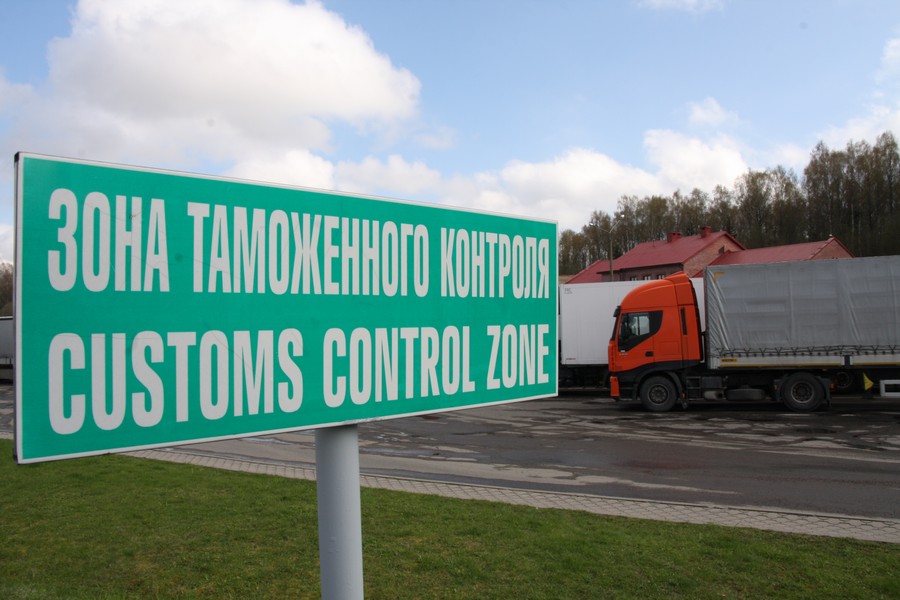 ЗОНА ТАМОЖЕННОГО КОНТРОЛЯ
CUSTOMS CONTROL ZONE